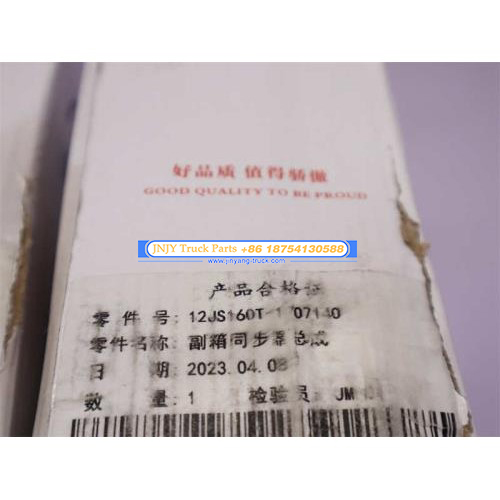 好品质 值得骄傲
GOOD QUALITY TO BE PROUD
JNJY Truck Parts +86 18754130588
www.jinyang-truck.com
产品合格证
零 件 号: 12JS160T-1707140
零件名称: 副箱同步器总成
日 期: 2023.04.08
数 量: 1 检验员: JM